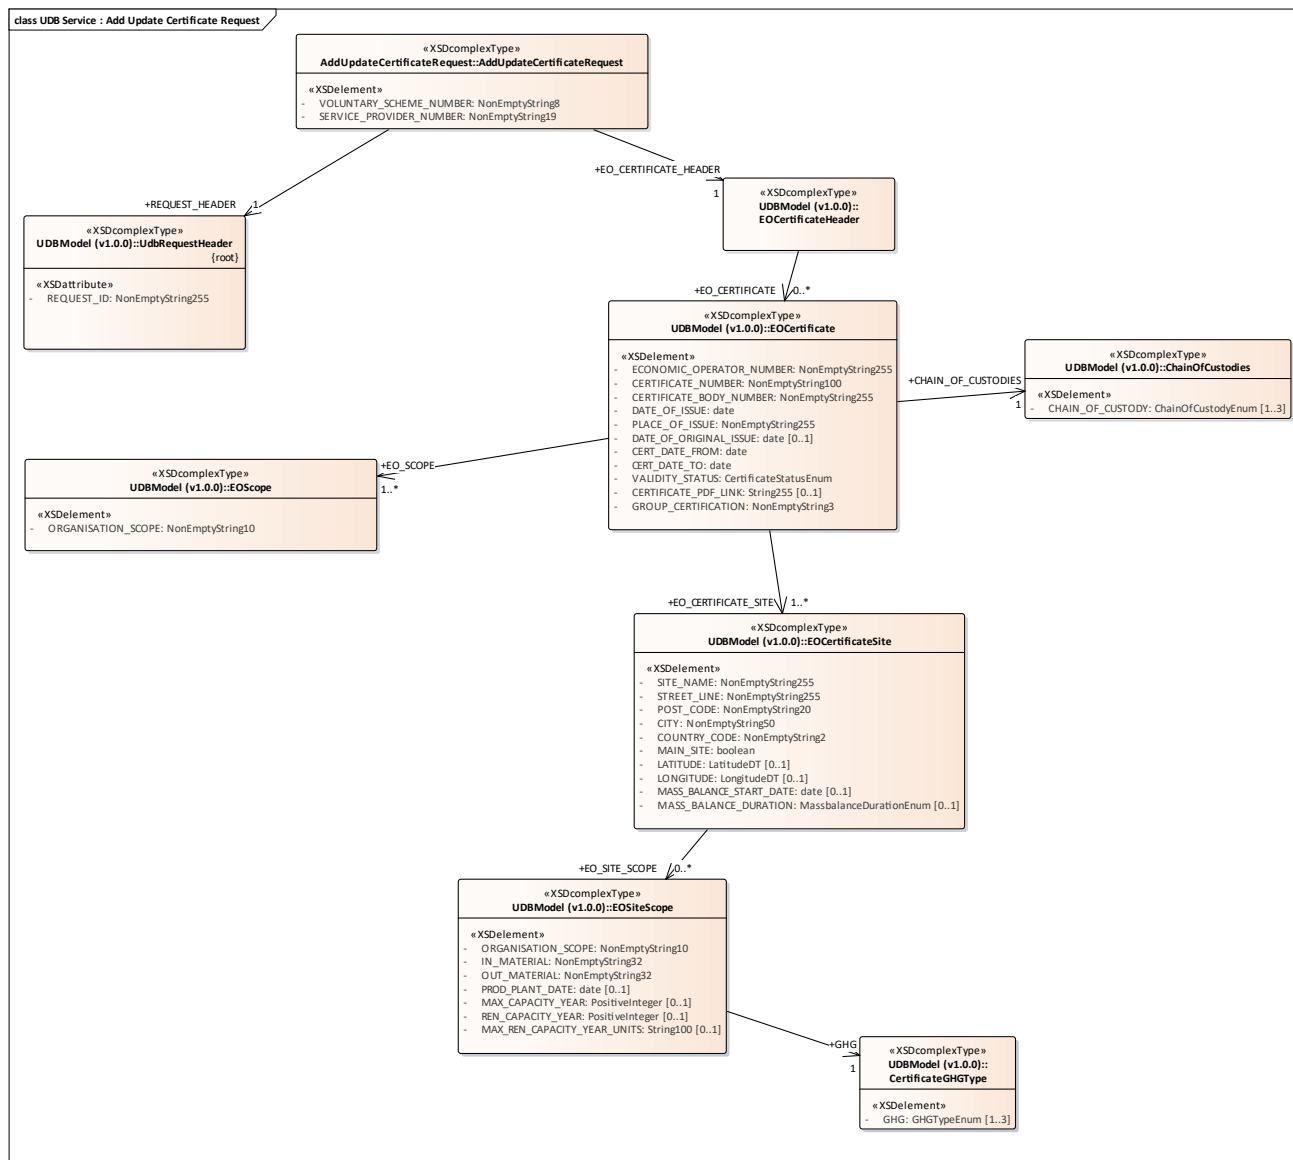 class UDB Service : Add Update Certificate Request
«XSDcomplexType»
AddUpdateCertificateRequest::AddUpdateCertificateRequest
«XSDelement»
- VOLUNTARY_SCHEME_NUMBER: NonEmptyString8
- SERVICE_PROVIDER_NUMBER: NonEmptyString19
+EO_CERTIFICATE_HEADER
1
+REQUEST_HEADER
1
«XSDcomplexType»
UDBModel (v1.0.0)::
EOCertificateHeader
«XSDcomplexType»
UDBModel (v1.0.0)::UdbRequestHeader
{root}
«XSDattribute»
- REQUEST_ID: NonEmptyString255
+EO_CERTIFICATE
0..*
«XSDcomplexType»
UDBModel (v1.0.0)::EOCertificate
«XSDelement»
- ECONOMIC_OPERATOR_NUMBER: NonEmptyString255
- CERTIFICATE_NUMBER: NonEmptyString100
- CERTIFICATE_BODY_NUMBER: NonEmptyString255
- DATE_OF_ISSUE: date
- PLACE_OF_ISSUE: NonEmptyString255
- DATE_OF_ORIGINAL_ISSUE: date [0..1]
- CERT_DATE_FROM: date
- CERT_DATE_TO: date
- VALIDITY_STATUS: CertificateStatusEnum
- CERTIFICATE_PDF_LINK: String255 [0..1]
- GROUP_CERTIFICATION: NonEmptyString3
+CHAIN_OF_CUSTODIES
1
«XSDcomplexType»
UDBModel (v1.0.0)::ChainOfCustodies
«XSDelement»
- CHAIN_OF_CUSTODY: ChainOfCustodyEnum [1..3]
+EO_SCOPE
1..*
«XSDcomplexType»
UDBModel (v1.0.0)::EOScope
«XSDelement»
- ORGANISATION_SCOPE: NonEmptyString10
+EO_CERTIFICATE_SITE
1..*
«XSDcomplexType»
UDBModel (v1.0.0)::EOCertificateSite
«XSDelement»
- SITE_NAME: NonEmptyString255
- STREET_LINE: NonEmptyString255
- POST_CODE: NonEmptyString20
- CITY: NonEmptyString50
- COUNTRY_CODE: NonEmptyString2
- MAIN_SITE: boolean
- LATITUDE: LatitudeDT [0..1]
- LONGITUDE: LongitudeDT [0..1]
- MASS_BALANCE_START_DATE: date [0..1]
- MASS_BALANCE_DURATION: MassbalanceDurationEnum [0..1]
+EO_SITE_SCOPE
0..*
«XSDcomplexType»
UDBModel (v1.0.0)::EOSiteScope
«XSDelement»
- ORGANISATION_SCOPE: NonEmptyString10
- IN_MATERIAL: NonEmptyString32
- OUT_MATERIAL: NonEmptyString32
- PROD_PLANT_DATE: date [0..1]
- MAX_CAPACITY_YEAR: PositiveInteger [0..1]
- REN_CAPACITY_YEAR: PositiveInteger [0..1]
- MAX_REN_CAPACITY_YEAR_UNITS: String100 [0..1]
+GHG
1
«XSDcomplexType»
UDBModel (v1.0.0)::
CertificateGHGType
«XSDelement»
- GHG: GHGTypeEnum [1..3]